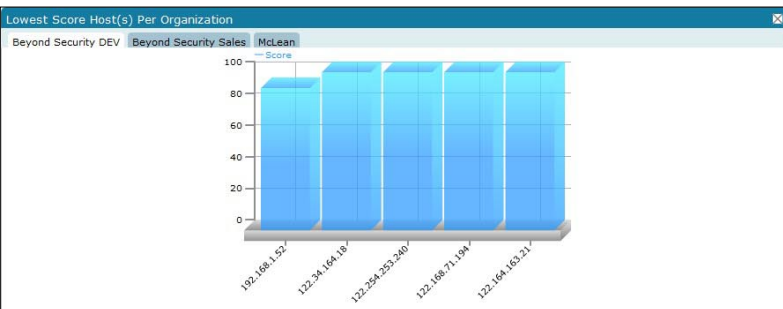 Lowest Score Host(s) Per Organization
Beyond Security DEV Beyond Security Sales McLean
Score
100
80
60
40
20
0
192.168.1.52 122.34.164.18 122.254.253.240 122.168.71.194 122.164.163.21